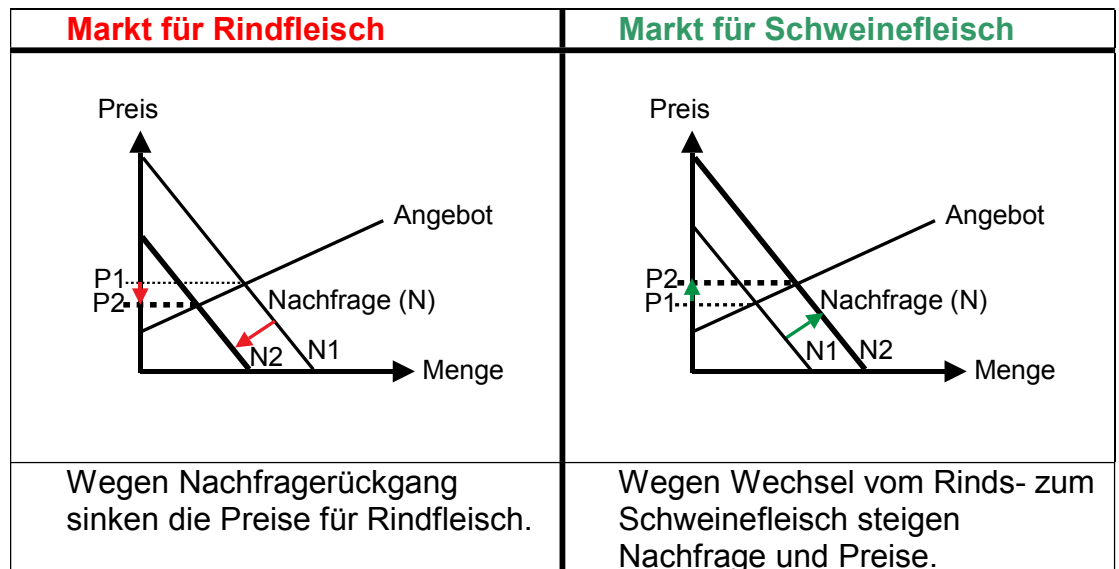 Markt für Rindfleisch
Markt für Schweinefleisch
Preis
Angebot
P1
P2
Nachfrage (N)
N2
N1
Menge
Preis
Angebot
P2
P1
Nachfrage (N)
N1
N2
Menge
Wegen Nachfragerückgang
sinken die Preise für Rindfleisch.
Wegen Wechsel vom Rinds- zum
Schweinefleisch steigen
Nachfrage und Preise.